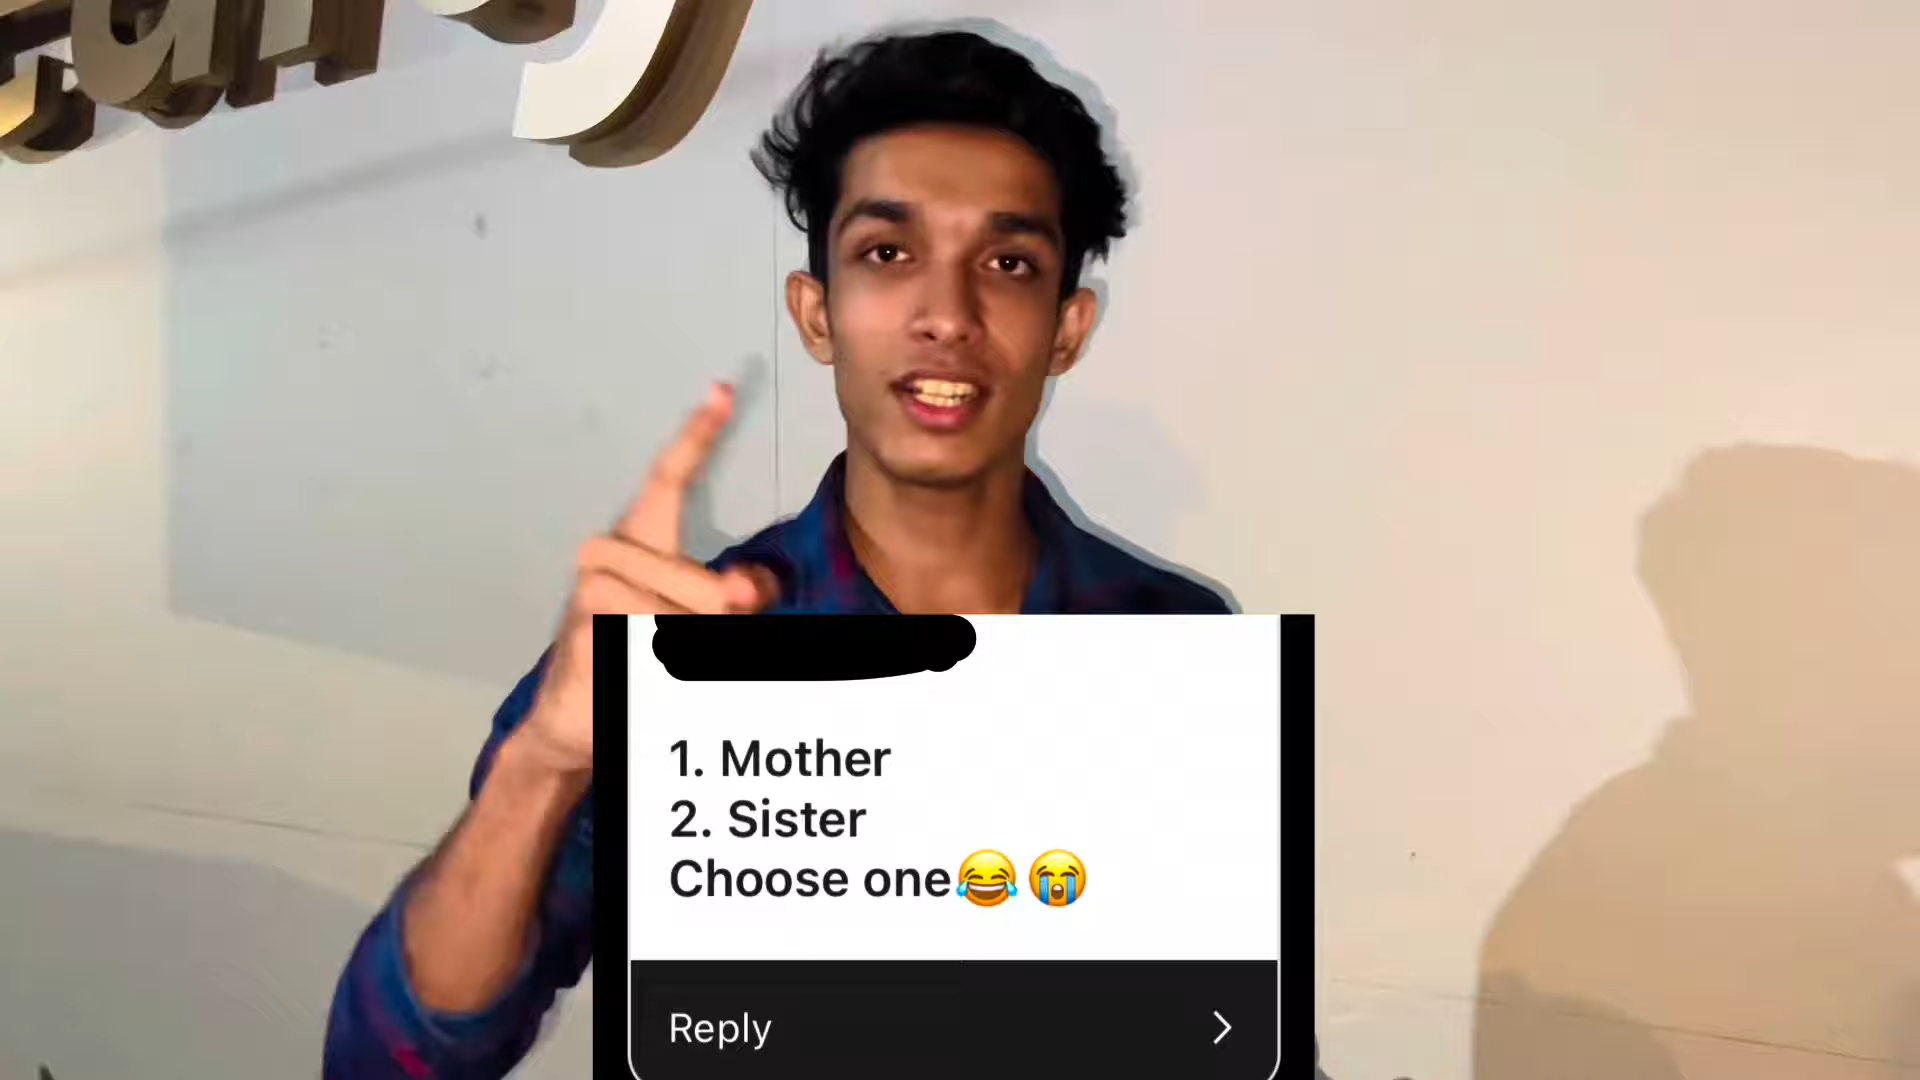 1. Mother
2. Sister
Choose one😂😭
Reply